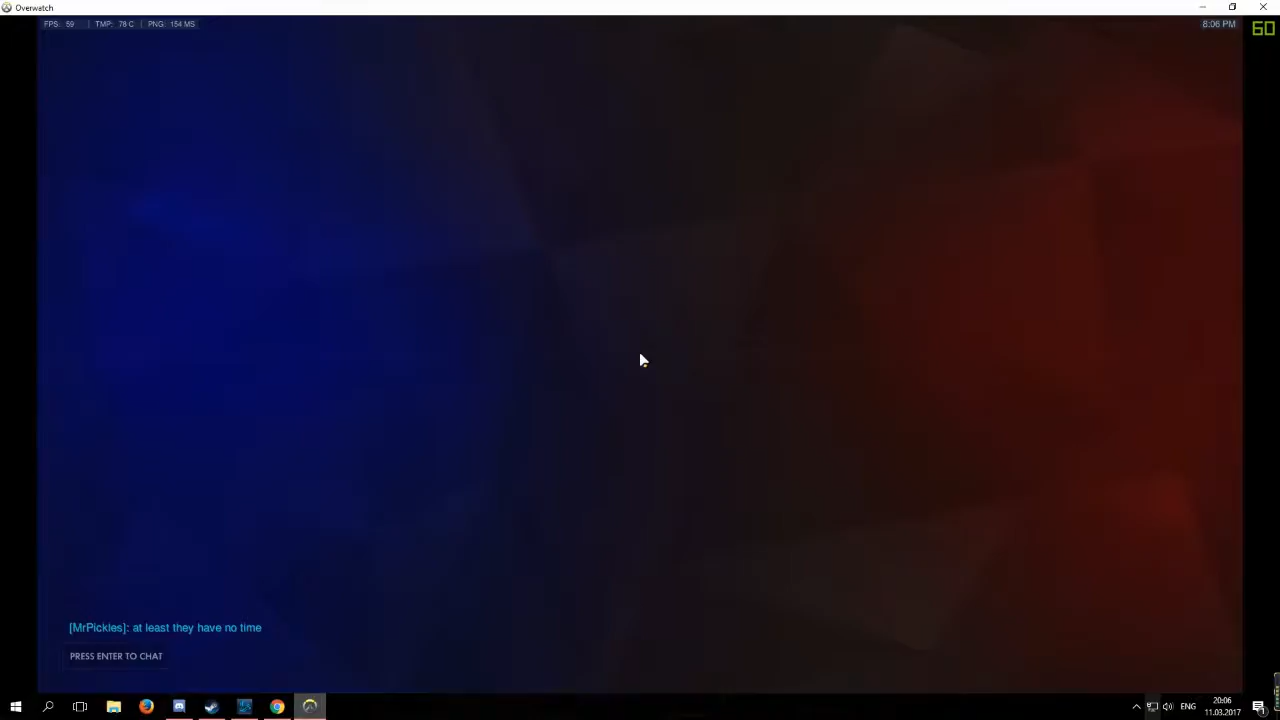 Overwatch
FPS: 59 | TMP: 78 C | PNG: 154 MS
8:06 PM
60
[MrPickles]: at least they have no time
PRESS ENTER TO CHAT
ENG
20:06
11.03.2017